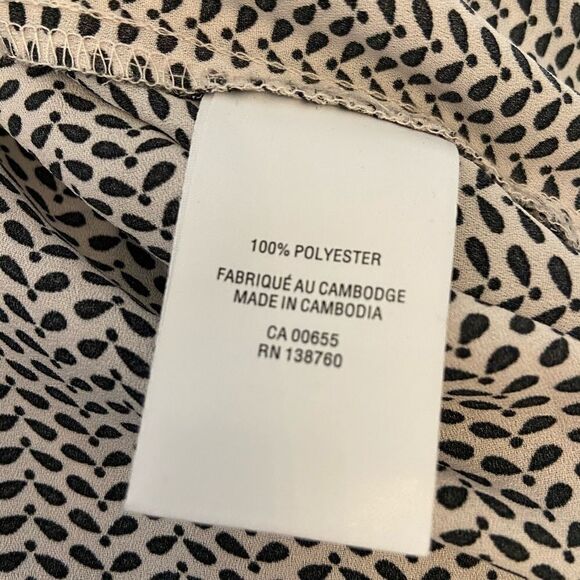 100% POLYESTER
FABRIQUÉ AU CAMBODGE
MADE IN CAMBODIA
CA 00655
RN 138760